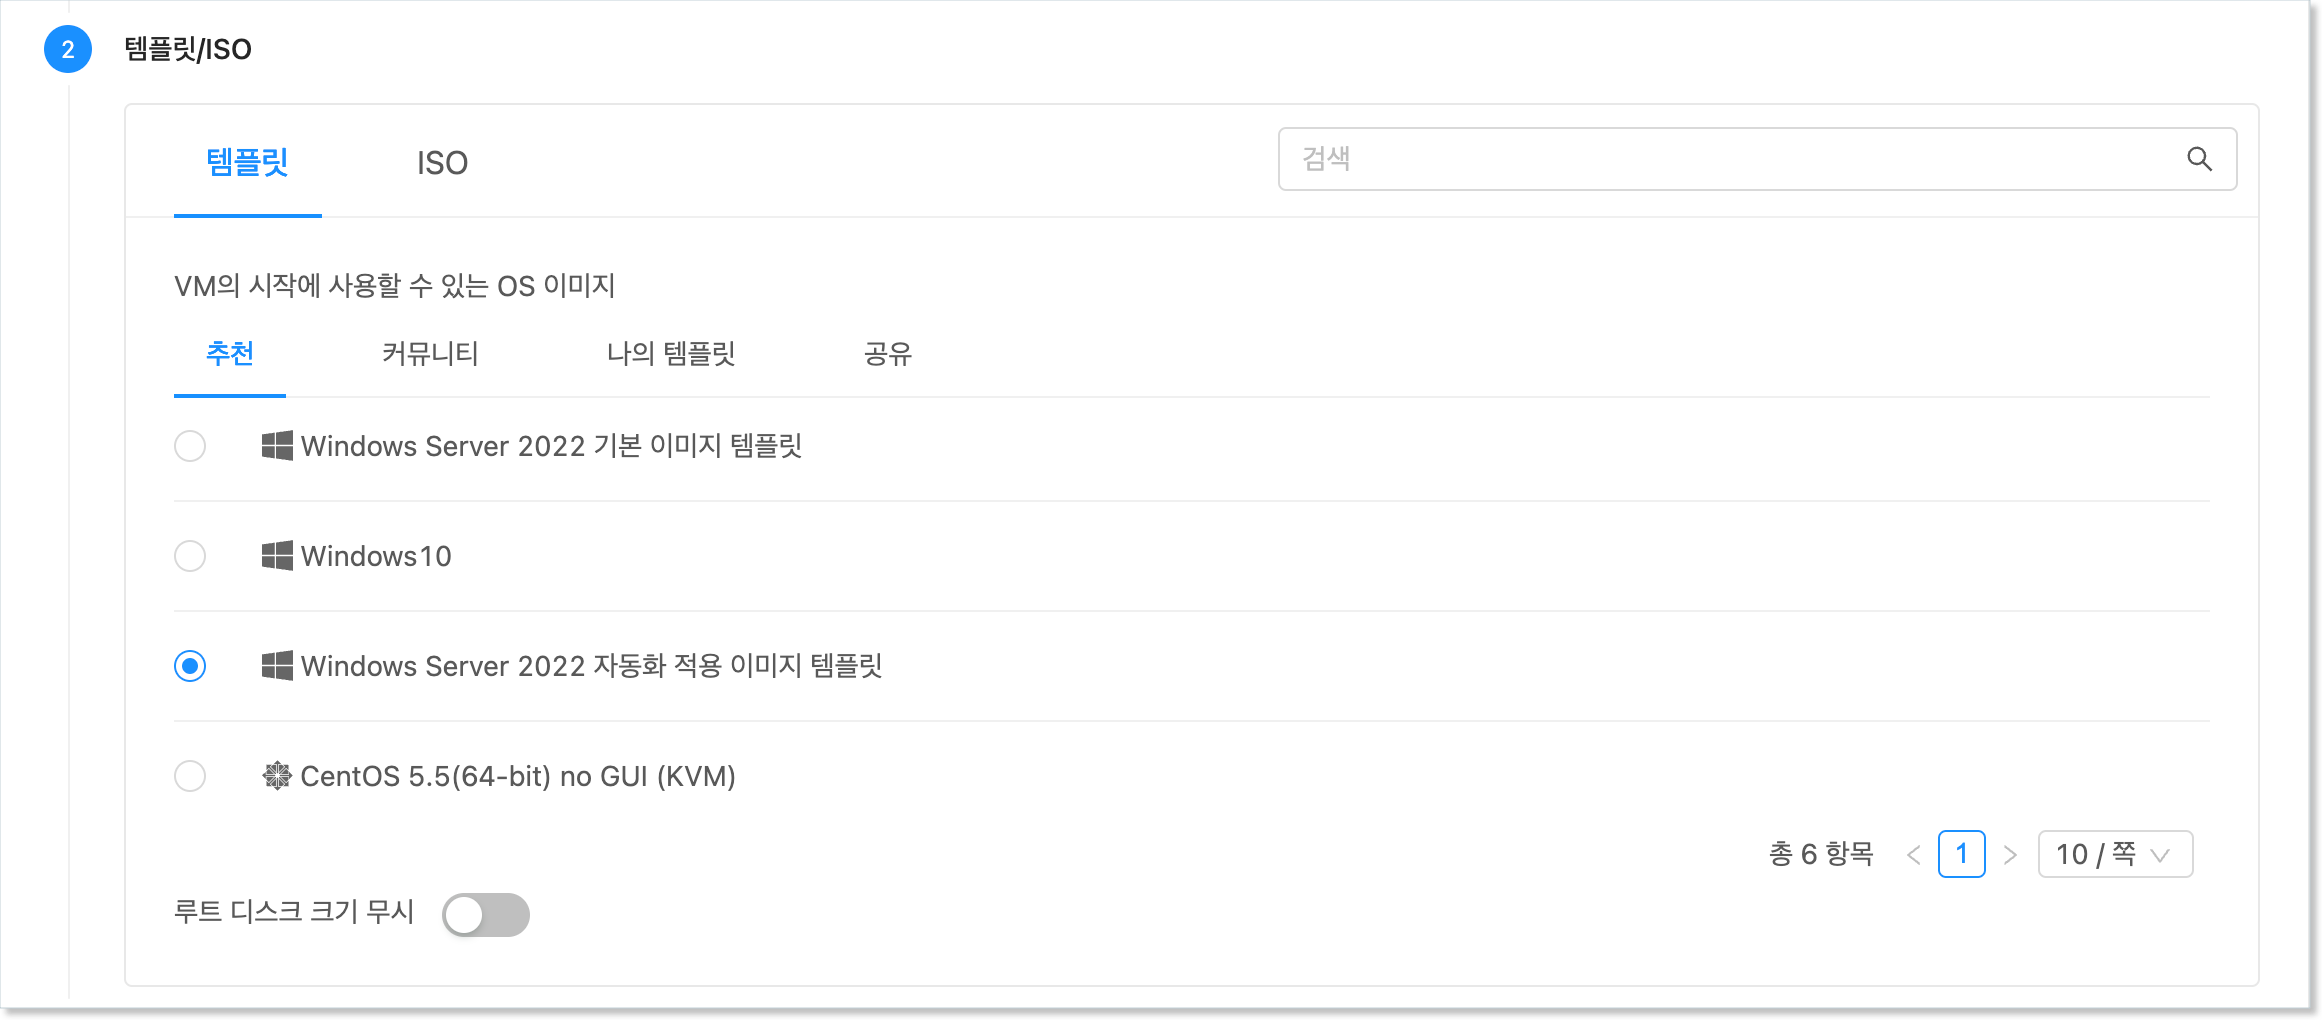 2 템플릿/ISO
템플릿 ISO 검색
VM의 시작에 사용할 수 있는 OS 이미지
추천 커뮤니티 나의 템플릿 공유
Windows Server 2022 기본 이미지 템플릿
Windows10
Windows Server 2022 자동화 적용 이미지 템플릿
CentOS 5.5(64-bit) no GUI (KVM)
총 6 항목 < 1 > 10 / 쪽
루트 디스크 크기 무시